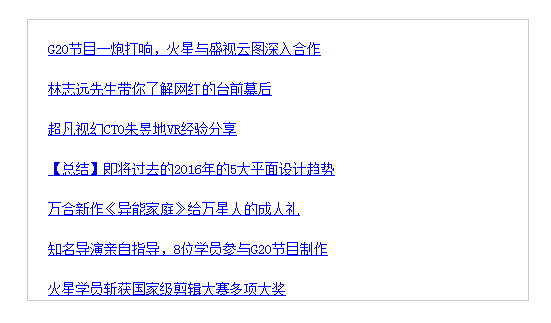 G20节目一炮打响，火星与盛视云图深入合作
林志远先生带你了解网红的台前幕后
超凡视幻CTO朱昱地VR经验分享
【总结】即将过去的2016年的5大平面设计趋势
万合新作《异能家庭》给万星人的成人礼
知名导演亲自指导，8位学员参与G20节目制作
火星学员斩获国家级剪辑大赛多项大奖